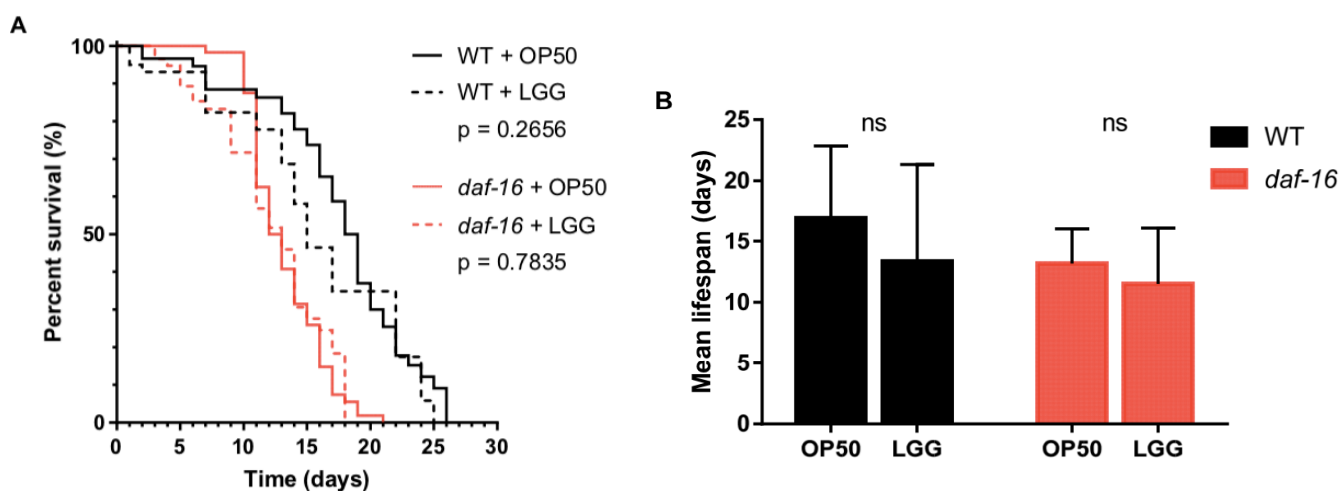 A
100
50
0
0
5
10
15
20
25
30
Percent survival (%)
Time (days)
WT + OP50
WT + LGG
p = 0.2656
daf-16 + OP50
daf-16 + LGG
p = 0.7835
B
25
20
15
10
5
0
Mean lifespan (days)
ns
ns
OP50
LGG
OP50
LGG
WT
daf-16